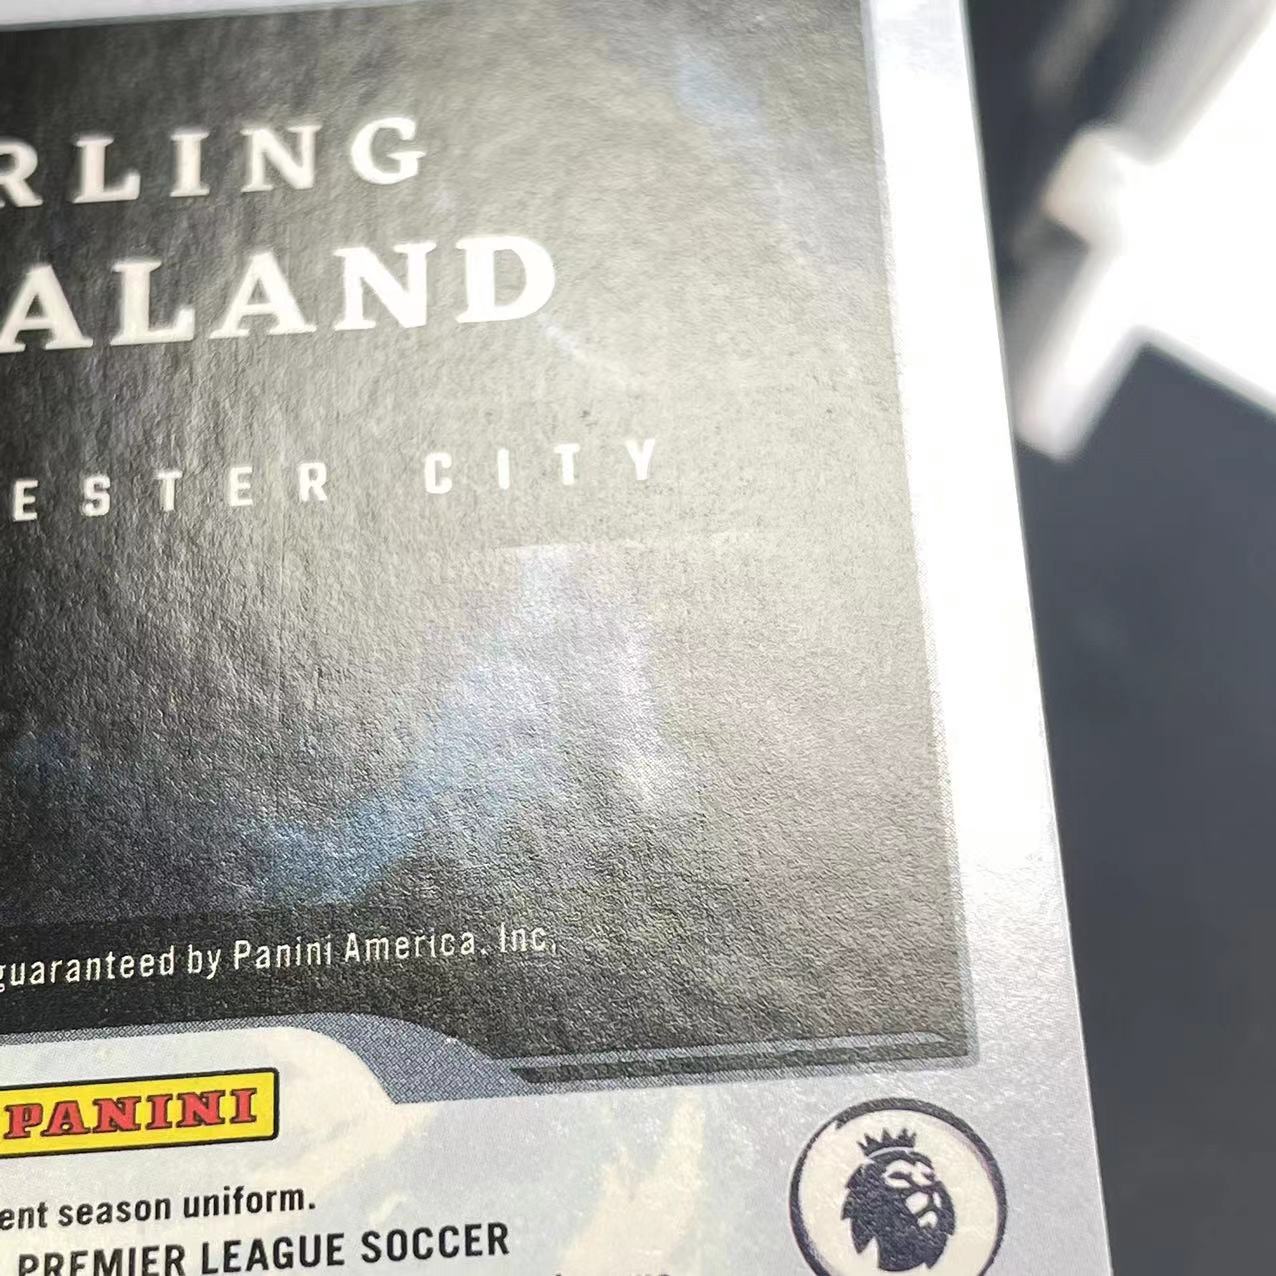 RLING
ALAND
ESTER CITY
guaranteed by Panini America, Inc.
PANINI
ent season uniform.
PREMIER LEAGUE SOCCER